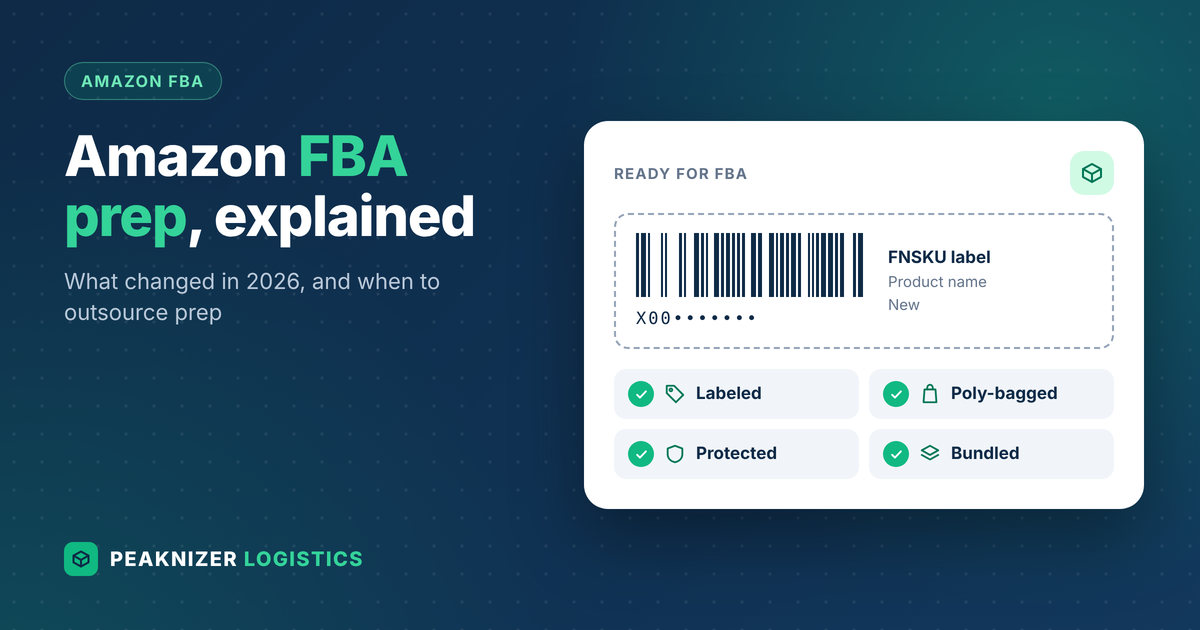 AMAZON FBA
Amazon FBA
prep, explained
What changed in 2026, and when to
outsource prep
PEAKNIZER LOGISTICS
READY FOR FBA
X00•••••••
FNSKU label
Product name
New
Labeled
Poly-bagged
Protected
Bundled